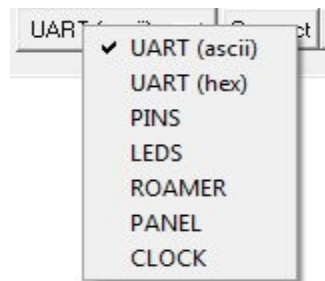 UART
UART (ascii)
UART (hex)
PINS
LEDS
ROAMER
PANEL
CLOCK